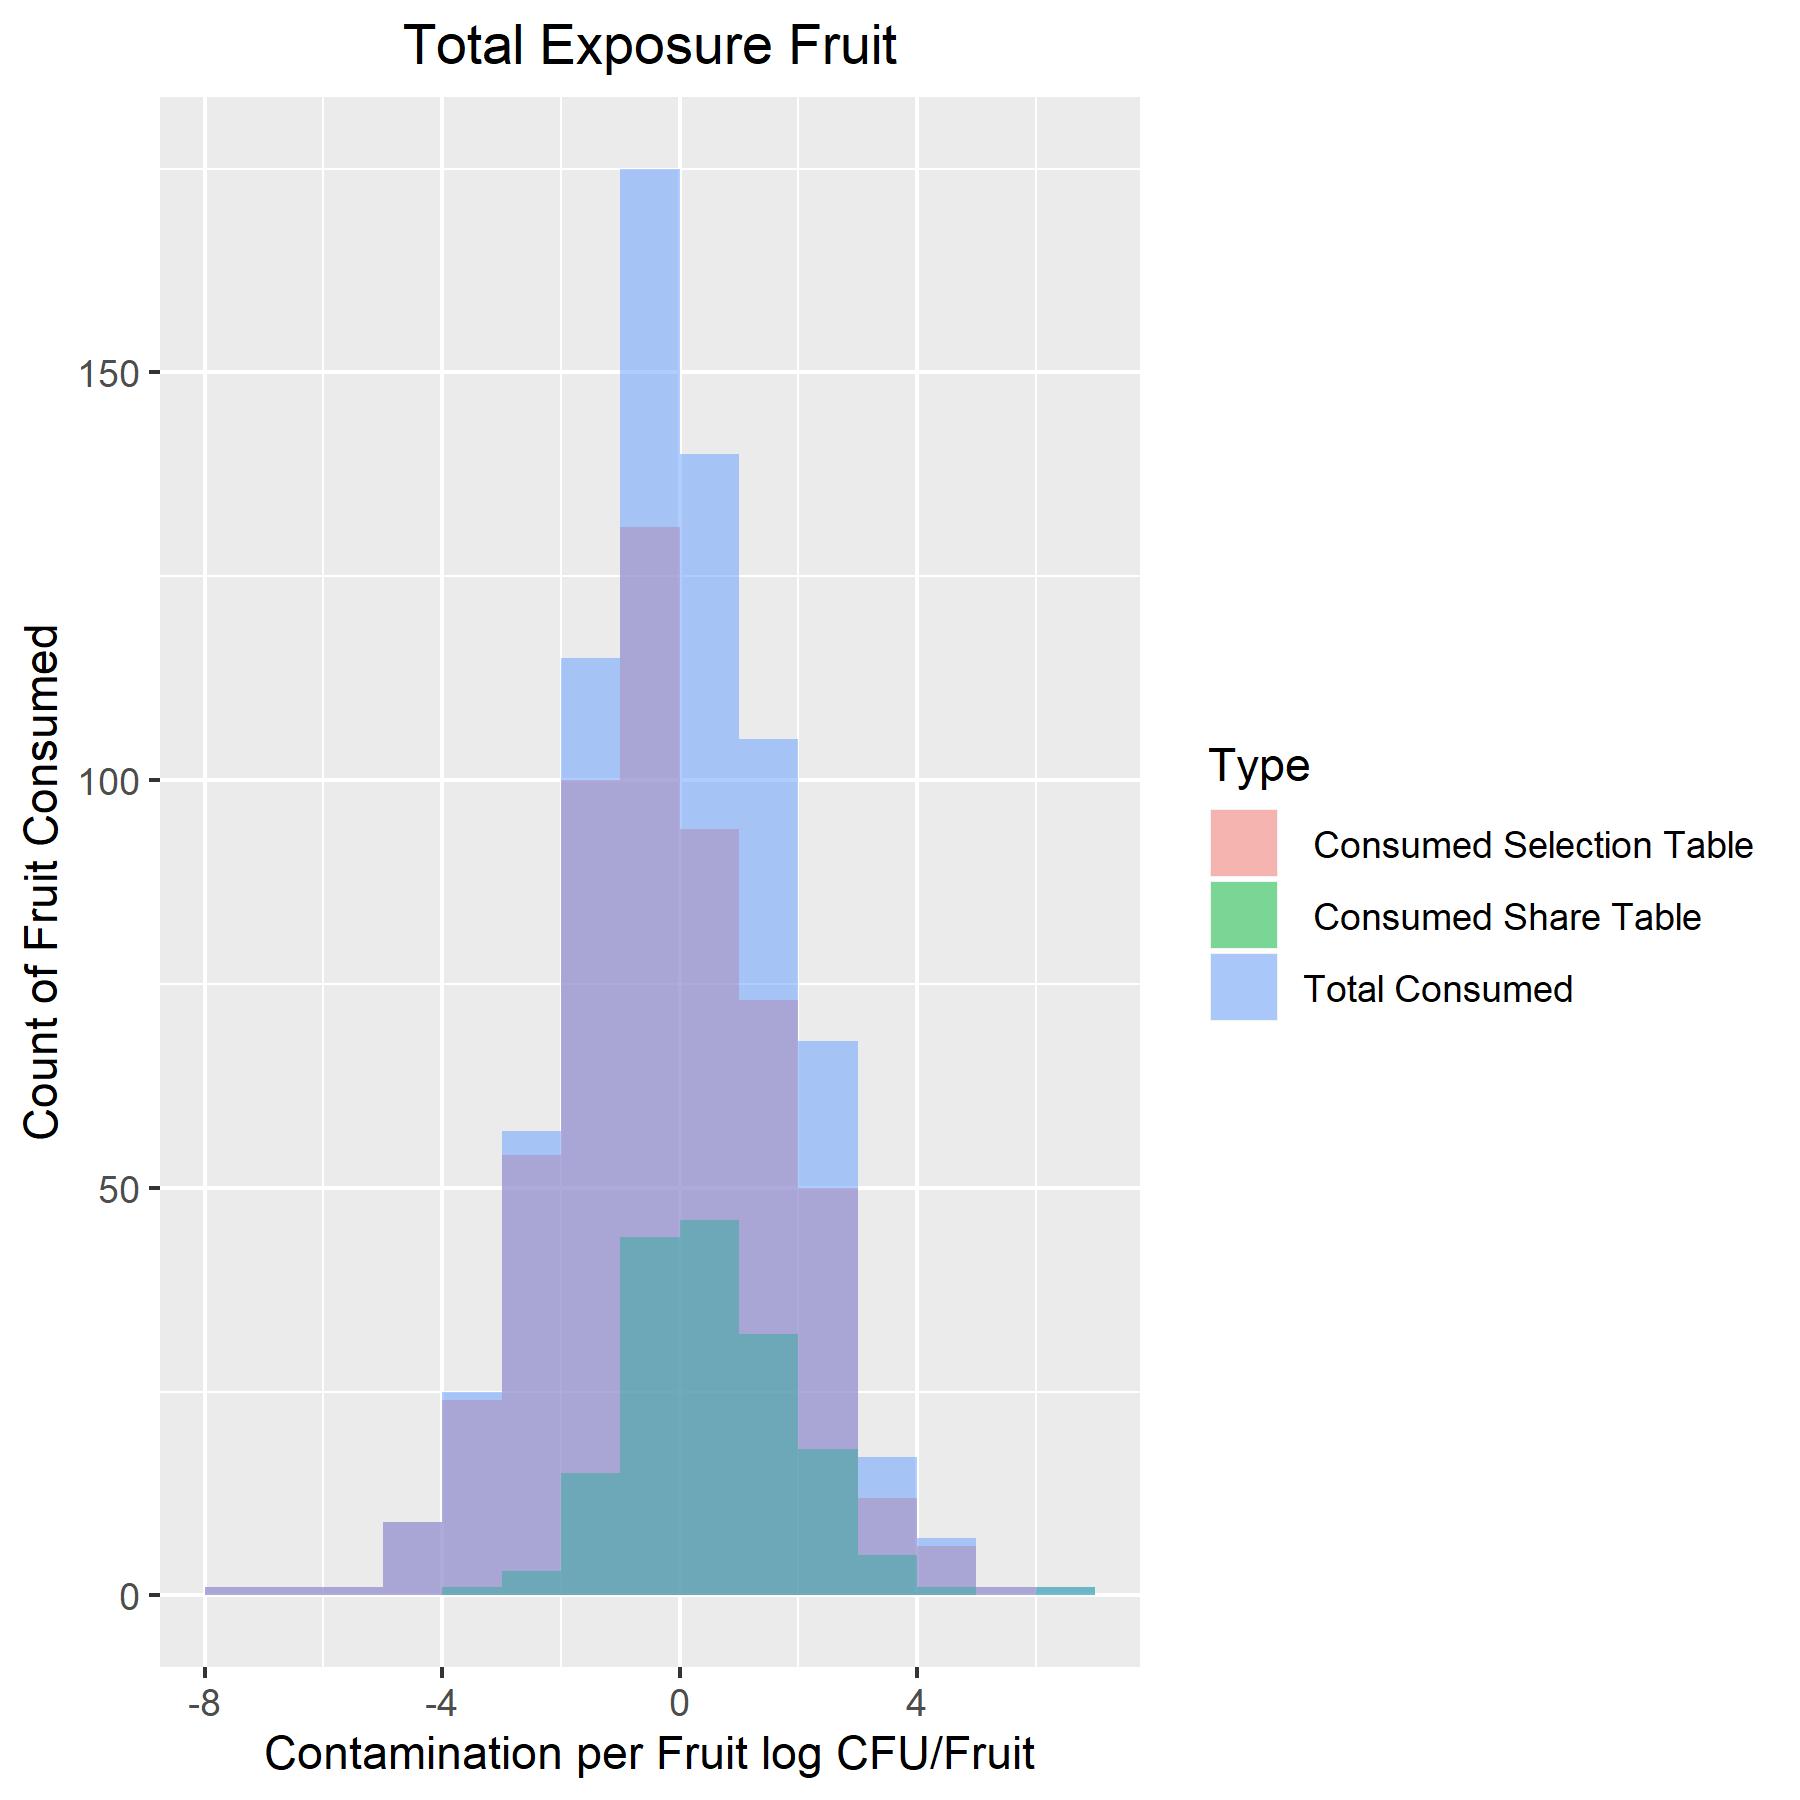 Total Exposure Fruit
150
100
50
0
Count of Fruit Consumed
-8
-4
0
4
Contamination per Fruit log CFU/Fruit
Type
Consumed Selection Table
Consumed Share Table
Total Consumed